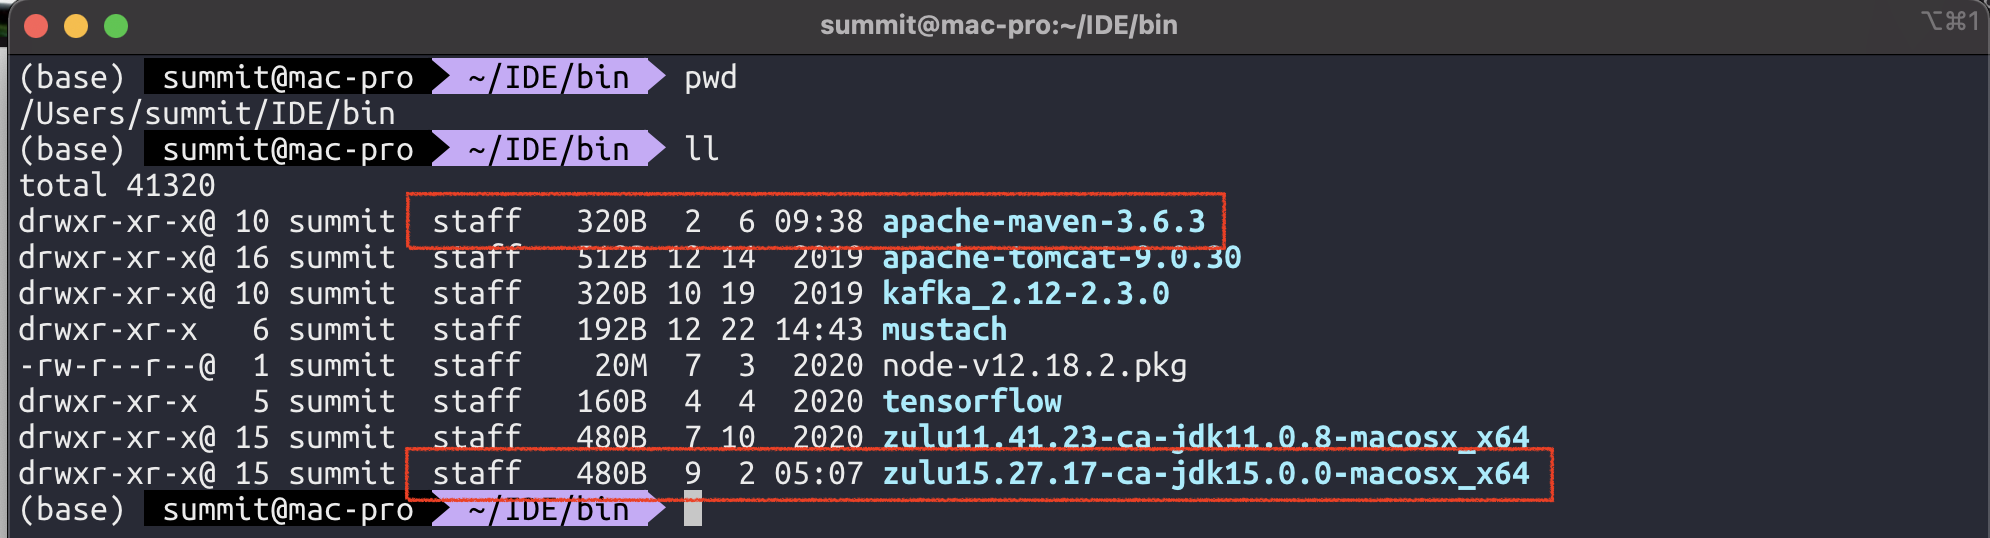 summit@mac-pro:~/IDE/bin ⌥⌘1
(base) summit@mac-pro ~/IDE/bin pwd
/Users/summit/IDE/bin
(base) summit@mac-pro ~/IDE/bin ll
total 41320
drwxr-xr-x@ 10 summit staff 320B 2 6 09:38 apache-maven-3.6.3
drwxr-xr-x@ 16 summit staff 512B 12 14 2019 apache-tomcat-9.0.30
drwxr-xr-x@ 10 summit staff 320B 10 19 2019 kafka_2.12-2.3.0
drwxr-xr-x 6 summit staff 192B 12 22 14:43 mustach
-rw-r--r--@ 1 summit staff 20M 7 3 2020 node-v12.18.2.pkg
drwxr-xr-x 5 summit staff 160B 4 4 2020 tensorflow
drwxr-xr-x@ 15 summit staff 480B 7 10 2020 zulu11.41.23-ca-jdk11.0.8-macosx_x64
drwxr-xr-x@ 15 summit staff 480B 9 2 05:07 zulu15.27.17-ca-jdk15.0.0-macosx_x64
(base) summit@mac-pro ~/IDE/bin